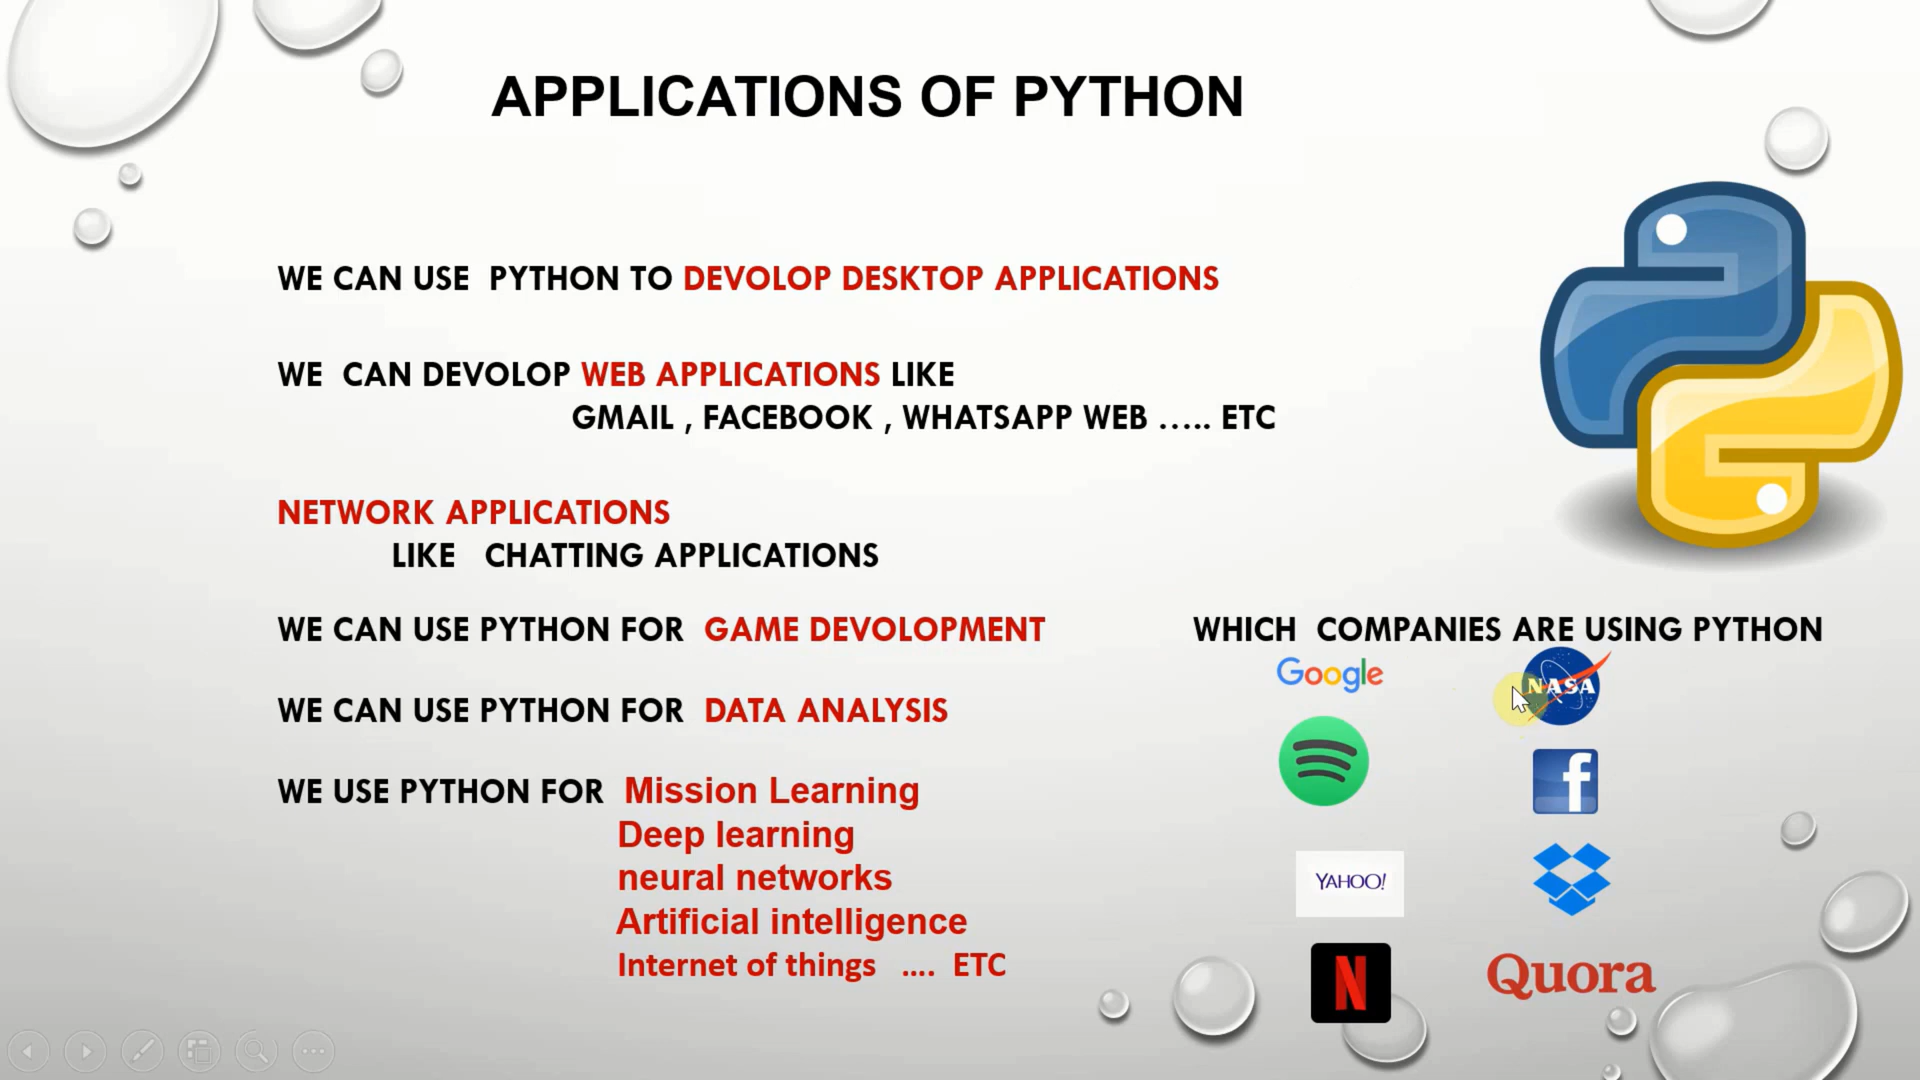 APPLICATIONS OF PYTHON
WE CAN USE PYTHON TO DEVOLOP DESKTOP APPLICATIONS
WE CAN DEVOLOP WEB APPLICATIONS LIKE
GMAIL , FACEBOOK , WHATSAPP WEB ..... ETC
NETWORK APPLICATIONS
LIKE CHATTING APPLICATIONS
WE CAN USE PYTHON FOR GAME DEVOLOPMENT
WE CAN USE PYTHON FOR DATA ANALYSIS
WE USE PYTHON FOR Mission Learning
Deep learning
neural networks
Artificial intelligence
Internet of things .... ETC
WHICH COMPANIES ARE USING PYTHON
Google
NASA
f
YAHOO!
N
Quora